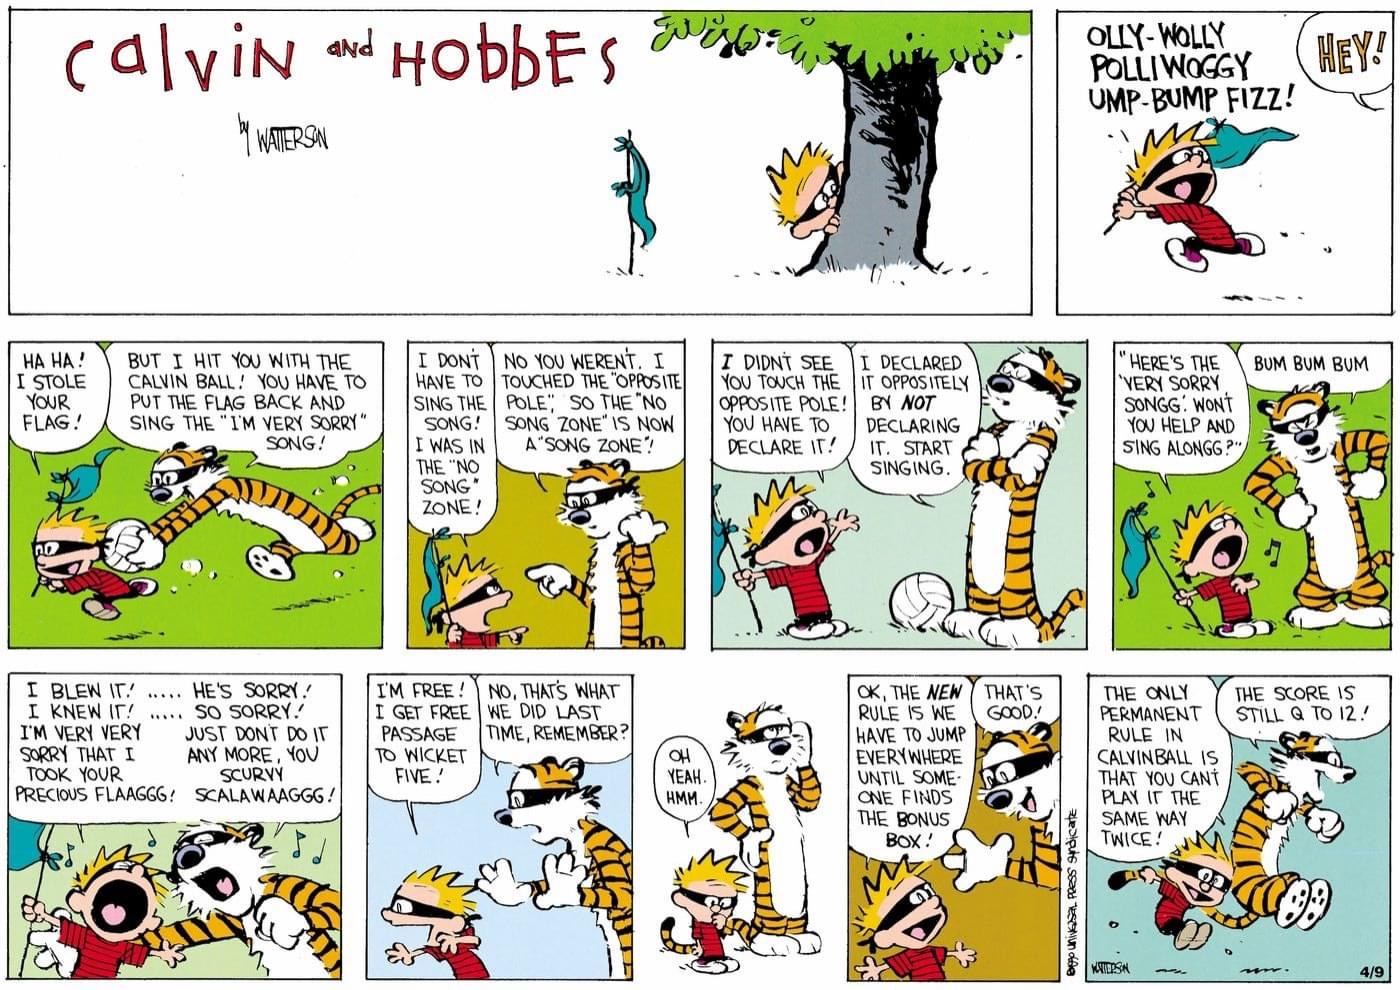 CalviN and HObbES
by WATTERSON
OLLY-WOLLY
POLLIWOGGY
UMP-BUMP FIZZ!
HEY!
HA HA!
I STOLE
YOUR
FLAG!
BUT I HIT YOU WITH THE
CALVIN BALL! YOU HAVE TO
PUT THE FLAG BACK AND
SING THE "I'M VERY SORRY"
SONG!
I DON'T
HAVE TO
SING THE
SONG!
I WAS IN
THE "NO
SONG"
ZONE!
NO YOU WEREN'T. I
TOUCHED THE "OPPOSITE
POLE", SO THE "NO
SONG ZONE" IS NOW
A "SONG ZONE"!
I DIDN'T SEE
YOU TOUCH THE
OPPOSITE POLE!
YOU HAVE TO
DECLARE IT!
I DECLARED
IT OPPOSITELY
BY NOT
DECLARING
IT. START
SINGING.
"HERE'S THE
'VERY SORRY
SONGG'. WON'T
YOU HELP AND
SING ALONGG?"
BUM BUM BUM
I BLEW IT! ..... HE'S SORRY!
I KNEW IT! ..... SO SORRY!
I'M VERY VERY
SORRY THAT I
TOOK YOUR
PRECIOUS FLAAGGG!
JUST DON'T DO IT
ANY MORE, YOU
SCURVY
SCALAWAAGGG!
I'M FREE!
I GET FREE
PASSAGE
TO WICKET
FIVE!
NO, THAT'S WHAT
WE DID LAST
TIME, REMEMBER?
OH
YEAH.
HMM.
OK, THE NEW
RULE IS WE
HAVE TO JUMP
EVERYWHERE
UNTIL SOME-
ONE FINDS
THE BONUS
BOX!
THAT'S
GOOD!
©1990 UNIVERSAL PRESS SYNDICATE
THE ONLY
PERMANENT
RULE IN
CALVINBALL IS
THAT YOU CAN'T
PLAY IT THE
SAME WAY
TWICE!
THE SCORE IS
STILL Q TO 12!
WATTERSON
4/9